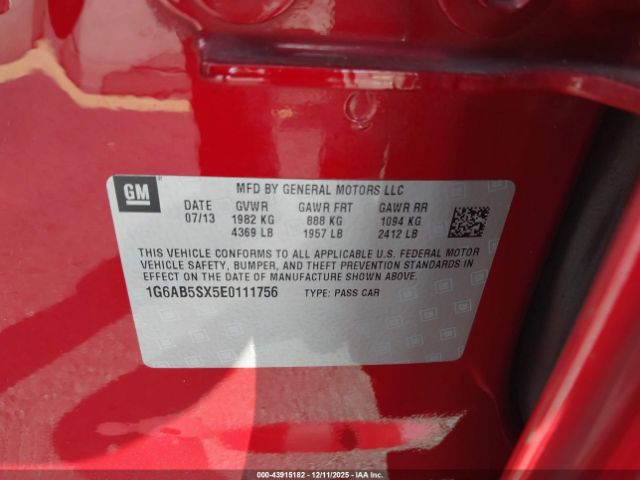 GM
MFD BY GENERAL MOTORS LLC
DATE GVWR GAWR FRT GAWR RR
07/13 1982 KG 888 KG 1094 KG
4369 LB 1957 LB 2412 LB
THIS VEHICLE CONFORMS TO ALL APPLICABLE U.S. FEDERAL MOTOR
VEHICLE SAFETY, BUMPER, AND THEFT PREVENTION STANDARDS IN
EFFECT ON THE DATE OF MANUFACTURE SHOWN ABOVE.
1G6AB5SX5E0111756 TYPE: PASS CAR
000-43915182 - 12/11/2025 - IAAI.COM